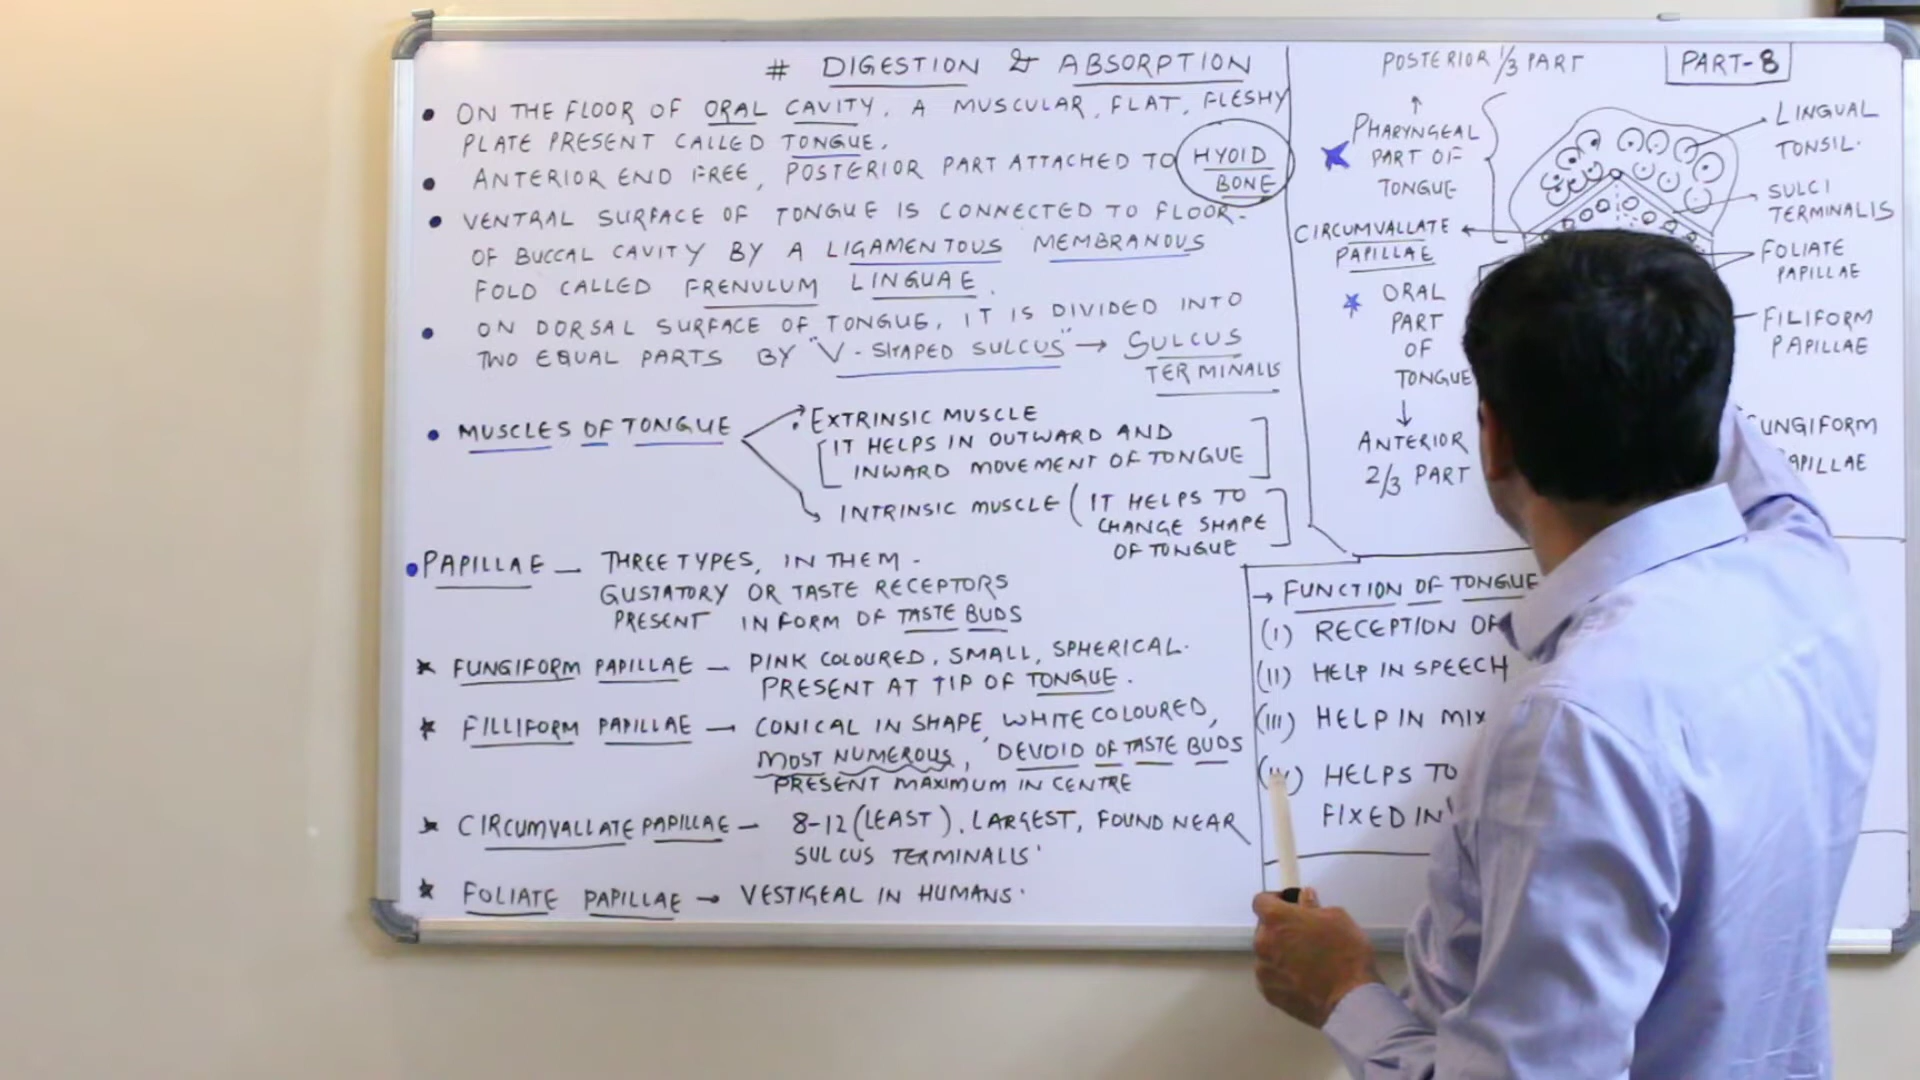 # DIGESTION & ABSORPTION
• ON THE FLOOR OF ORAL CAVITY, A MUSCULAR, FLAT, FLESHY
PLATE PRESENT CALLED TONGUE.
• ANTERIOR END FREE, POSTERIOR PART ATTACHED TO HYOID
BONE
• VENTRAL SURFACE OF TONGUE IS CONNECTED TO FLOOR-
OF BUCCAL CAVITY BY A LIGAMENTOUS MEMBRANOUS
FOLD CALLED FRENULUM LINGUAE.
• ON DORSAL SURFACE OF TONGUE, IT IS DIVIDED INTO
TWO EQUAL PARTS BY "V-SHAPED SULCUS" → SULCUS
TERMINALIS
• MUSCLES OF TONGUE
EXTRINSIC MUSCLE
[IT HELPS IN OUTWARD AND
INWARD MOVEMENT OF TONGUE]
INTRINSIC MUSCLE (IT HELPS TO
CHANGE SHAPE
OF TONGUE]
• PAPILLAE — THREE TYPES, IN THEM -
GUSTATORY OR TASTE RECEPTORS
PRESENT IN FORM OF TASTE BUDS
* FUNGIFORM PAPILLAE — PINK COLOURED, SMALL, SPHERICAL.
PRESENT AT TIP OF TONGUE.
* FILLIFORM PAPILLAE → CONICAL IN SHAPE, WHITE COLOURED,
MOST NUMEROUS, DEVOID OF TASTE BUDS
PRESENT MAXIMUM IN CENTRE
* CIRCUMVALLATE PAPILLAE — 8-12 (LEAST), LARGEST, FOUND NEAR
SULCUS TERMINALIS
* FOLIATE PAPILLAE → VESTIGEAL IN HUMANS.
POSTERIOR 1/3 PART
PART-8
↑
PHARYNGEAL
PART OF
TONGUE
CIRCUMVALLATE
PAPILLAE
ORAL
PART
OF
TONGUE
↓
ANTERIOR
2/3 PART
LINGUAL
TONSIL.
SULCI
TERMINALIS
FOLIATE
PAPILLAE
FILIFORM
PAPILLAE
UNGIFORM
APILLAE
→ FUNCTION OF TONGUE
(I) RECEPTION OF
(II) HELP IN SPEECH
(III) HELP IN MIX
(IV) HELPS TO
FIXED IN